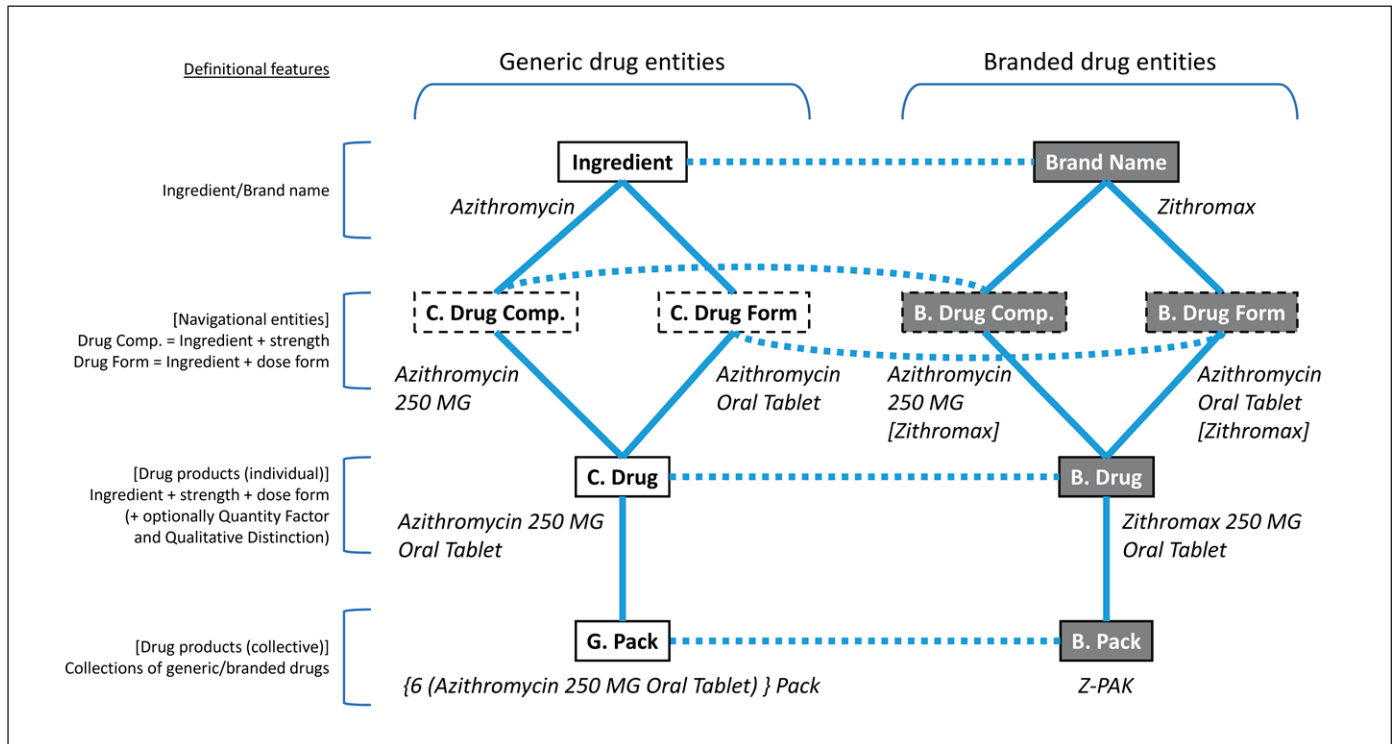 Definitional features
Generic drug entities
Branded drug entities
Ingredient/Brand name
Ingredient
Brand Name
Azithromycin
Zithromax
[Navigational entities]
Drug Comp. = Ingredient + strength
Drug Form = Ingredient + dose form
C. Drug Comp.
C. Drug Form
B. Drug Comp.
B. Drug Form
Azithromycin
250 MG
Azithromycin
Oral Tablet
Azithromycin
250 MG
[Zithromax]
Azithromycin
Oral Tablet
[Zithromax]
[Drug products (individual)]
Ingredient + strength + dose form
(+ optionally Quantity Factor
and Qualitative Distinction)
C. Drug
B. Drug
Azithromycin 250 MG
Oral Tablet
Zithromax 250 MG
Oral Tablet
[Drug products (collective)]
Collections of generic/branded drugs
G. Pack
B. Pack
{6 (Azithromycin 250 MG Oral Tablet) } Pack
Z-PAK